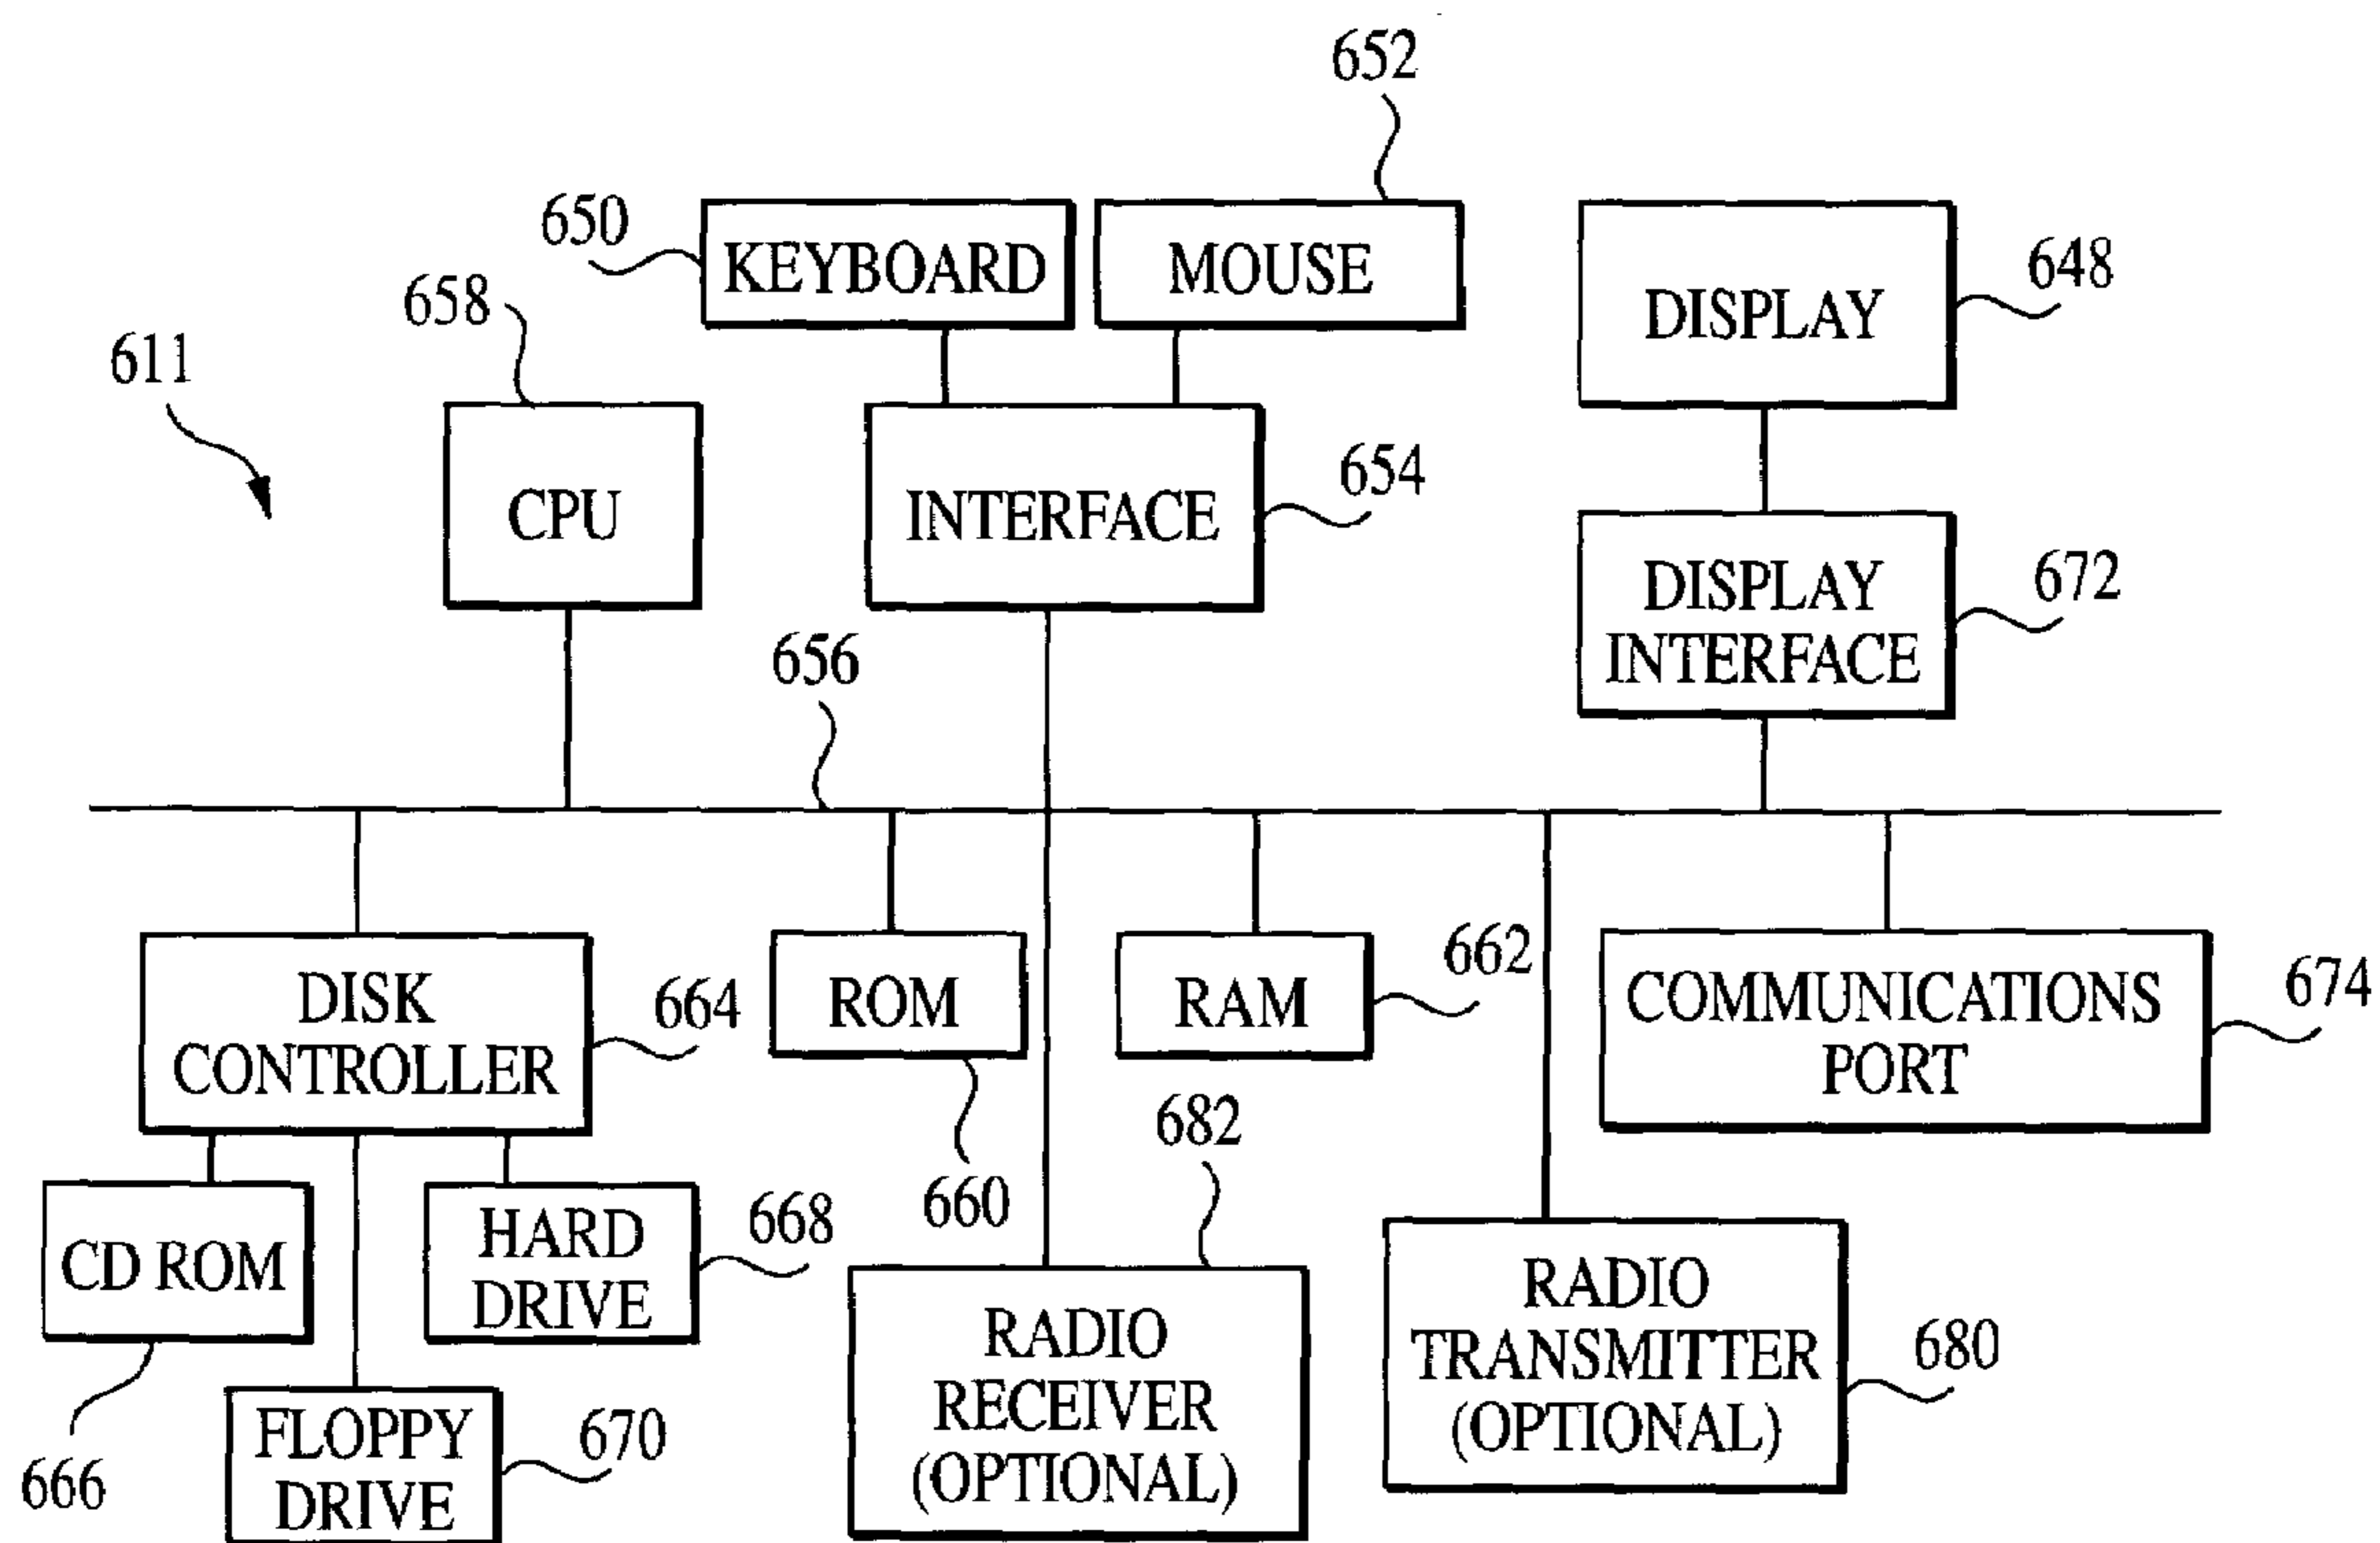 652
650
KEYBOARD
MOUSE
648
658
DISPLAY
611
654
CPU
INTERFACE
672
DISPLAY
INTERFACE
656
662
674
DISK
CONTROLLER
664
ROM
RAM
COMMUNICATIONS
PORT
682
660
668
CD ROM
HARD
DRIVE
RADIO
RECEIVER
(OPTIONAL)
RADIO
TRANSMITTER
(OPTIONAL)
680
666
FLOPPY
DRIVE
670